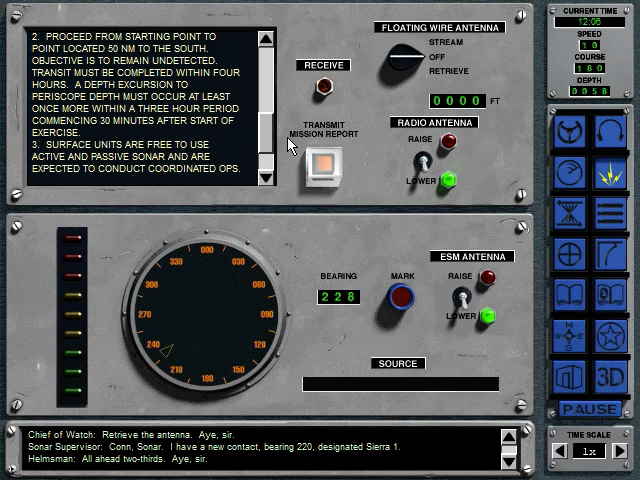 2. PROCEED FROM STARTING POINT TO
POINT LOCATED 50 NM TO THE SOUTH.
OBJECTIVE IS TO REMAIN UNDETECTED.
TRANSIT MUST BE COMPLETED WITHIN FOUR
HOURS. A DEPTH EXCURSION TO
PERISCOPE DEPTH MUST OCCUR AT LEAST
ONCE MORE WITHIN A THREE HOUR PERIOD
COMMENCING 30 MINUTES AFTER START OF
EXERCISE.
3. SURFACE UNITS ARE FREE TO USE
ACTIVE AND PASSIVE SONAR AND ARE
EXPECTED TO CONDUCT COORDINATED OPS.
RECEIVE
TRANSMIT
MISSION REPORT
FLOATING WIRE ANTENNA
STREAM
OFF
RETRIEVE
0000 FT
RADIO ANTENNA
RAISE
LOWER
CURRENT TIME
12:06
SPEED
10
COURSE
180
DEPTH
0058
000
030
060
090
120
150
180
210
240
270
300
330
BEARING
228
MARK
ESM ANTENNA
RAISE
LOWER
SOURCE
N
W E
S
3D
PAUSE
TIME SCALE
1x
Chief of Watch: Retrieve the antenna. Aye, sir.
Sonar Supervisor: Conn, Sonar. I have a new contact, bearing 220, designated Sierra 1.
Helmsman: All ahead two-thirds. Aye, sir.